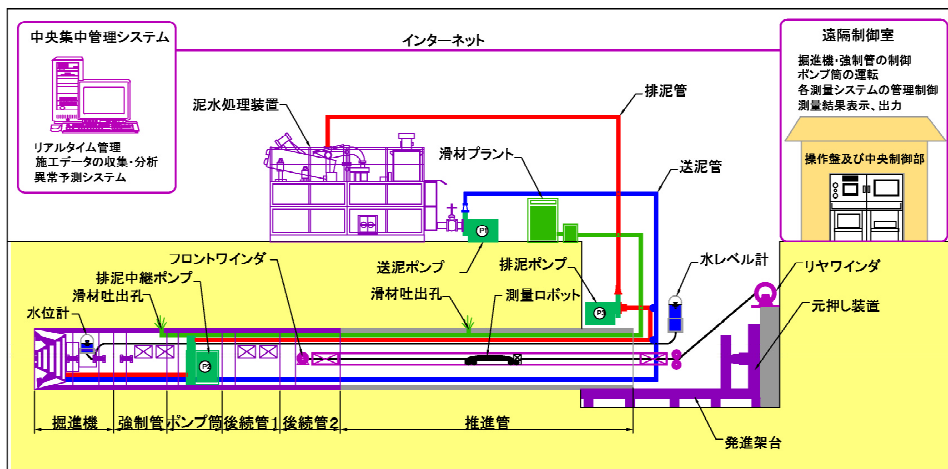 中央集中管理システム
リアルタイム管理
施工データの収集・分析
異常予測システム
インターネット
遠隔制御室
掘進機・強制管の制御
ポンプ筒の運転
各測量システムの管理制御
測量結果表示、出力
操作盤及び中央制御部
泥水処理装置
排泥管
滑材プラント
送泥管
P1
送泥ポンプ
フロントワインダ
排泥中継ポンプ
滑材吐出孔
水位計
滑材吐出孔
排泥ポンプ
P3
測量ロボット
水レベル計
リヤワインダ
元押し装置
P2
掘進機
強制管
ポンプ筒
後続管1
後続管2
推進管
発進架台